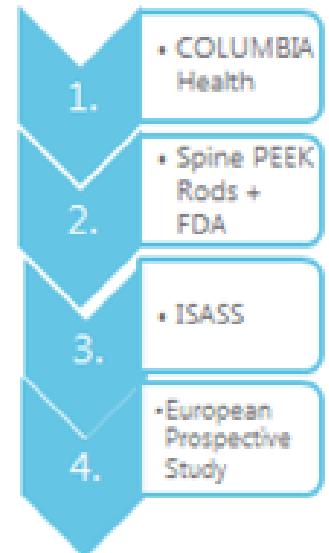 1.
• COLUMBIA
Health
2.
• Spine PEEK
Rods +
FDA
3.
• ISASS
4.
•European
Prospective
Study